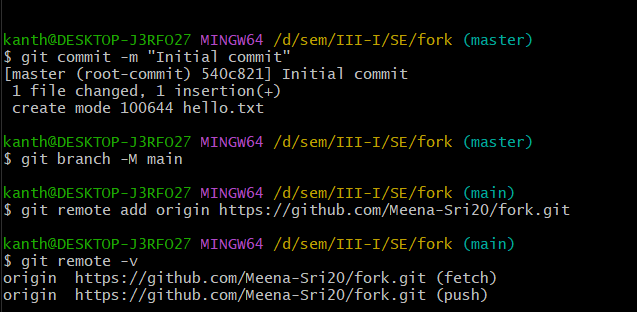 kanth@DESKTOP-J3RFO27 MINGW64 /d/sem/III-I/SE/fork (master)
$ git commit -m "Initial commit"
[master (root-commit) 540c821] Initial commit
 1 file changed, 1 insertion(+)
 create mode 100644 hello.txt
kanth@DESKTOP-J3RFO27 MINGW64 /d/sem/III-I/SE/fork (master)
$ git branch -M main
kanth@DESKTOP-J3RFO27 MINGW64 /d/sem/III-I/SE/fork (main)
$ git remote add origin https://github.com/Meena-Sri20/fork.git
kanth@DESKTOP-J3RFO27 MINGW64 /d/sem/III-I/SE/fork (main)
$ git remote -v
origin  https://github.com/Meena-Sri20/fork.git (fetch)
origin  https://github.com/Meena-Sri20/fork.git (push)